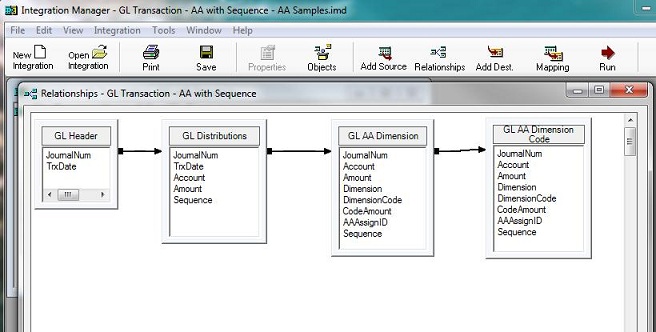 Integration Manager - GL Transaction - AA with Sequence - AA Samples.imd
File Edit View Integration Tools Window Help
New Integration
Open Integration
Print
Save
Properties
Objects
Add Source
Relationships
Add Dest.
Mapping
Run
Relationships - GL Transaction - AA with Sequence
GL Header
JournalNum
TrxDate
GL Distributions
JournalNum
TrxDate
Account
Amount
Sequence
GL AA Dimension
JournalNum
Account
Amount
Dimension
DimensionCode
CodeAmount
AAAssignID
Sequence
GL AA Dimension
Code
JournalNum
Account
Amount
Dimension
DimensionCode
CodeAmount
AAAssignID
Sequence